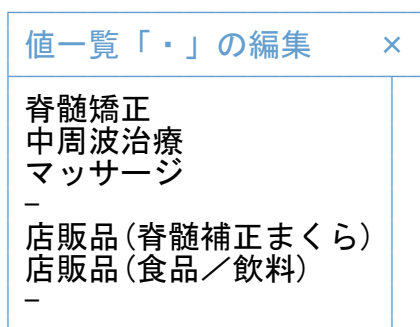 値一覧「・」の編集 ×
脊髄矯正
中周波治療
マッサージ
–
店販品(脊髄補正まくら)
店販品(食品／飲料)
–